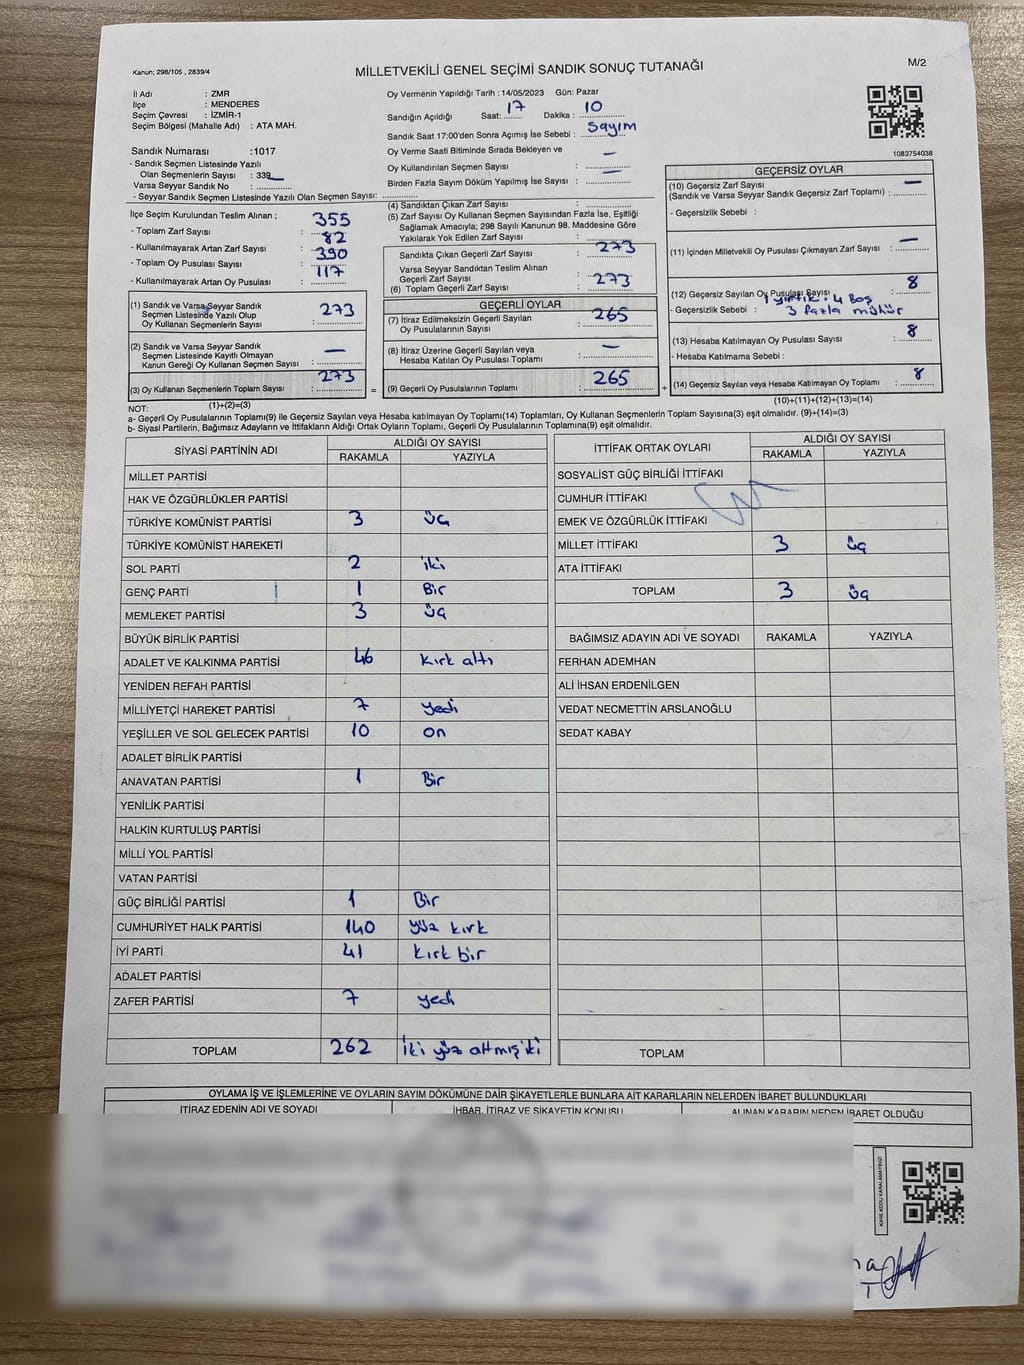 Kanun; 298/105 , 2839/4
MİLLETVEKİLİ GENEL SEÇİMİ SANDIK SONUÇ TUTANAĞI
M/2
İl Adı : ZMR
İlçe : MENDERES
Seçim Çevresi : İZMİR-1
Seçim Bölgesi (Mahalle Adı) : ATA MAH.
Sandık Numarası :1017
- Sandık Seçmen Listesinde Yazılı
Olan Seçmenlerin Sayısı : 339
Varsa Seyyar Sandık No :
- Seyyar Sandık Seçmen Listesinde Yazılı Olan Seçmen Sayısı:
Oy Vermenin Yapıldığı Tarih : 14/05/2023 Gün: Pazar
Sandığın Açıldığı Saat: 17 Dakika : 10
Sandık Saat 17:00'den Sonra Açımış İse Sebebi : Sayım
Oy Verme Saati Bitiminde Sırada Bekleyen ve
Oy Kullandırılan Seçmen Sayısı : —
Birden Fazla Sayım Döküm Yapılmış İse Sayısı : —
1083754038
İlçe Seçim Kurulundan Teslim Alınan ;
- Toplam Zarf Sayısı : 355
- Kullanılmayarak Artan Zarf Sayısı : 82
- Toplam Oy Pusulası Sayısı : 390
- Kullanılmayarak Artan Oy Pusulası : 117
(1) Sandık ve Varsa Seyyar Sandık
Seçmen Listesinde Yazılı Olup
Oy Kullanan Seçmenlerin Sayısı : 273
(2) Sandık ve Varsa Seyyar Sandık
Seçmen Listesinde Kayıtlı Olmayan
Kanun Gereği Oy Kullanan Seçmen Sayısı : —
(3) Oy Kullanan Seçmenlerin Toplam Sayısı : 273 =
(1)+(2)=(3)
(4) Sandıktan Çıkan Zarf Sayısı :
(5) Zarf Sayısı Oy Kullanan Seçmen Sayısından Fazla İse, Eşitliği
Sağlamak Amacıyla; 298 Sayılı Kanunun 98. Maddesine Göre
Yakılarak Yok Edilen Zarf Sayısı :
Sandıkta Çıkan Geçerli Zarf Sayısı : 273
Varsa Seyyar Sandıktan Teslim Alınan
Geçerli Zarf Sayısı
(6) Toplam Geçerli Zarf Sayısı : 273
GEÇERLİ OYLAR
(7) İtiraz Edilmeksizin Geçerli Sayılan
Oy Pusulalarının Sayısı : 265
(8) İtiraz Üzerine Geçerli Sayılan veya
Hesaba Katılan Oy Pusulası Toplamı : —
(9) Geçerli Oy Pusulalarının Toplamı : 265 +
GEÇERSİZ OYLAR
(10) Geçersiz Zarf Sayısı
(Sandık ve Varsa Seyyar Sandık Geçersiz Zarf Toplamı) : —
- Geçersizlik Sebebi :
(11) İçinden Milletvekili Oy Pusulası Çıkmayan Zarf Sayısı : —
(12) Geçersiz Sayılan Oy Pusulası Sayısı : 8
- Geçersizlik Sebebi : 1 yırtık : 4 Boş
3 fazla mühür
(13) Hesaba Katılmayan Oy Pusulası Sayısı : 8
- Hesaba Katılmama Sebebi :
(14) Geçersiz Sayılan veya Hesaba Katılmayan Oy Toplamı : 8
(10)+(11)+(12)+(13)=(14)
NOT:
a- Geçerli Oy Pusulalarının Toplamı(9) ile Geçersiz Sayılan veya Hesaba katılmayan Oy Toplamı(14) Toplamları, Oy Kullanan Seçmenlerin Toplam Sayısına(3) eşit olmalıdır. (9)+(14)=(3)
b- Siyasi Partilerin, Bağımsız Adayların ve İttifakların Aldığı Ortak Oyların Toplamı, Geçerli Oy Pusulalarının Toplamına(9) eşit olmalıdır.
SİYASİ PARTİNİN ADI ALDIĞI OY SAYISI
RAKAMLA YAZIYLA
MİLLET PARTİSİ
HAK VE ÖZGÜRLÜKLER PARTİSİ
TÜRKİYE KOMÜNİST PARTİSİ 3 üç
TÜRKİYE KOMÜNİST HAREKETİ
SOL PARTİ 2 iki
GENÇ PARTİ 1 Bir
MEMLEKET PARTİSİ 3 üç
BÜYÜK BİRLİK PARTİSİ
ADALET VE KALKINMA PARTİSİ 46 kırk altı
YENİDEN REFAH PARTİSİ
MİLLİYETÇİ HAREKET PARTİSİ 7 yedi
YEŞİLLER VE SOL GELECEK PARTİSİ 10 on
ADALET BİRLİK PARTİSİ
ANAVATAN PARTİSİ 1 Bir
YENİLİK PARTİSİ
HALKIN KURTULUŞ PARTİSİ
MİLLİ YOL PARTİSİ
VATAN PARTİSİ
GÜÇ BİRLİĞİ PARTİSİ 1 Bir
CUMHURİYET HALK PARTİSİ 140 yüz kırk
İYİ PARTİ 41 kırk bir
ADALET PARTİSİ
ZAFER PARTİSİ 7 yedi
TOPLAM 262 iki yüz altmış iki
İTTİFAK ORTAK OYLARI ALDIĞI OY SAYISI
RAKAMLA YAZIYLA
SOSYALİST GÜÇ BİRLİĞİ İTTİFAKI
CUMHUR İTTİFAKI
EMEK VE ÖZGÜRLÜK İTTİFAKI
MİLLET İTTİFAKI 3 üç
ATA İTTİFAKI
TOPLAM 3 üç
BAĞIMSIZ ADAYIN ADI VE SOYADI RAKAMLA YAZIYLA
FERHAN ADEMHAN
ALİ İHSAN ERDENİLGEN
VEDAT NECMETTİN ARSLANOĞLU
SEDAT KABAY
TOPLAM
OYLAMA İŞ VE İŞLEMLERİNE VE OYLARIN SAYIM DÖKÜMÜNE DAİR ŞİKAYETLERLE BUNLARA AİT KARARLARIN NELERDEN İBARET BULUNDUKLARI
İTİRAZ EDENİN ADI VE SOYADI İHBAR, İTİRAZ VE ŞİKAYETİN KONUSU ALINAN KARARIN NEDEN İBARET OLDUĞU
KARE KODU KARALAMAYINIZ!